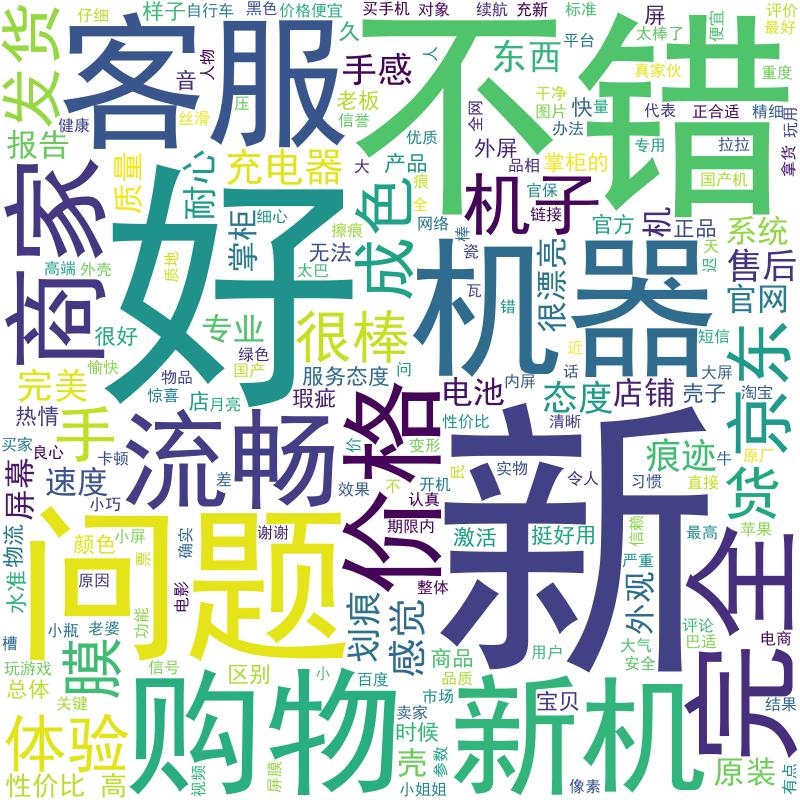 发货
样子
自行车
黑色
价格便宜
买手机
对象
续航
充新
标准
评价
最好
仔细
客服
不错
久
人物
音
手感
东西
屏
太棒了
便宜
平台
真家伙
重度
人
丝滑
压
老板
信誉
健康
报告
干净
图片
快
量
代表
正合适
精细
全网
办法
优质
外屏
专用
拉拉
玩用
拿货
质量
耐心
充电器
大
产品
品相
掌柜的
国产机
商家
好
成色
机子
痕
全
官保
链接
官方
机
正品
系统
细心
掌柜
擦痕
网络
棒
瓷
无法
太巴
很漂亮
天
迟
售后
高端
外壳
质地
机器
瓦
官网
很好
专业
很棒
错
短信
京东
绿色
国产
愉快
物品
服务态度
问
近
话
大屏
完美
惊喜
店
月亮
瑕疵
电池
内屏
态度
店铺
壳子
淘宝
热情
手
流畅
价格
性价比
清晰
新
买家
良心
卡顿
价
变形
痕迹
牛
原厂
货
屏幕
速度
差
不
民
实物
令人
小巧
效果
开机
习惯
直接
认真
期限内
问题
谢谢
激活
挺好用
信赖
最高
苹果
完全
物流
水准
颜色
小屏
票
确实
严重
原因
电影
整体
外观
划痕
感觉
槽
小瓶
老婆
功能
用户
大气
评论
巴适
电商
安全
膜
玩游戏
信号
区别
小
百度
商品
品质
总体
购物
新机
宝贝
结果
关键
市场
卖家
体验
时候
原装
性价比
高
视频
屏膜
壳
参数
小姐姐
像素
有点